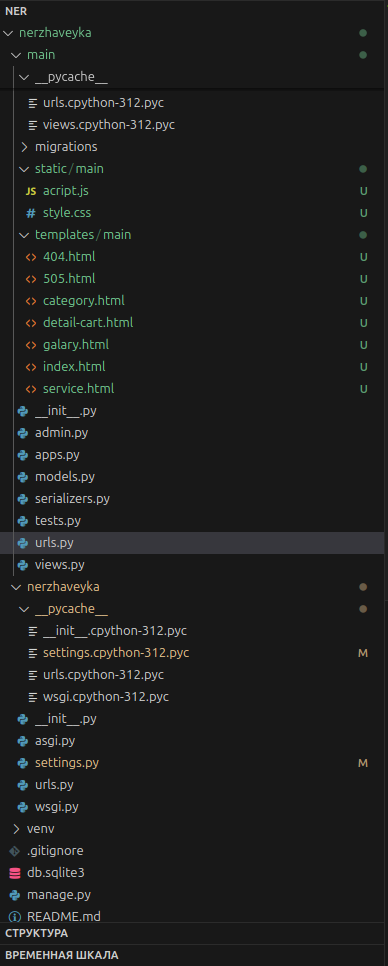 NER
nerzhaveyka
main
__pycache__
urls.cpython-312.pyc
views.cpython-312.pyc
migrations
static/main
JS acript.js U
# style.css U
templates/main
404.html U
505.html U
category.html U
detail-cart.html U
galary.html U
index.html U
service.html U
__init__.py
admin.py
apps.py
models.py
serializers.py
tests.py
urls.py
views.py
nerzhaveyka
__pycache__
__init__.cpython-312.pyc
settings.cpython-312.pyc M
urls.cpython-312.pyc
wsgi.cpython-312.pyc
__init__.py
asgi.py
settings.py M
urls.py
wsgi.py
venv
.gitignore
db.sqlite3
manage.py
README.md
СТРУКТУРА
ВРЕМЕННАЯ ШКАЛА